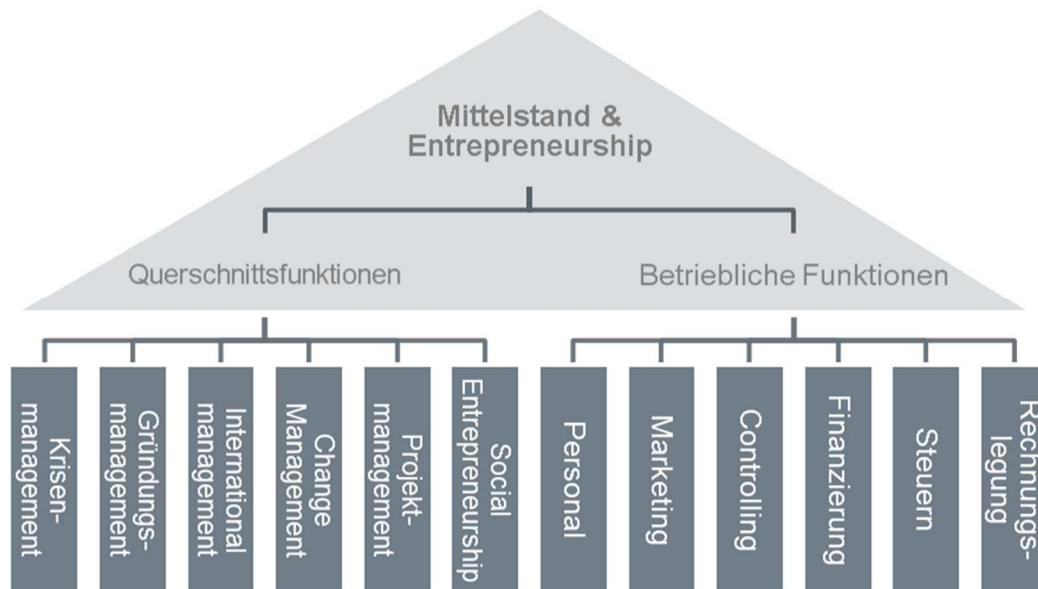 Mittelstand &
Entrepreneurship
Querschnittsfunktionen
Betriebliche Funktionen
Krisen-
management
Gründungs-
management
International
management
Change
Management
Projekt-
management
Social
Entrepreneurship
Personal
Marketing
Controlling
Finanzierung
Steuern
Rechnungs-
legung